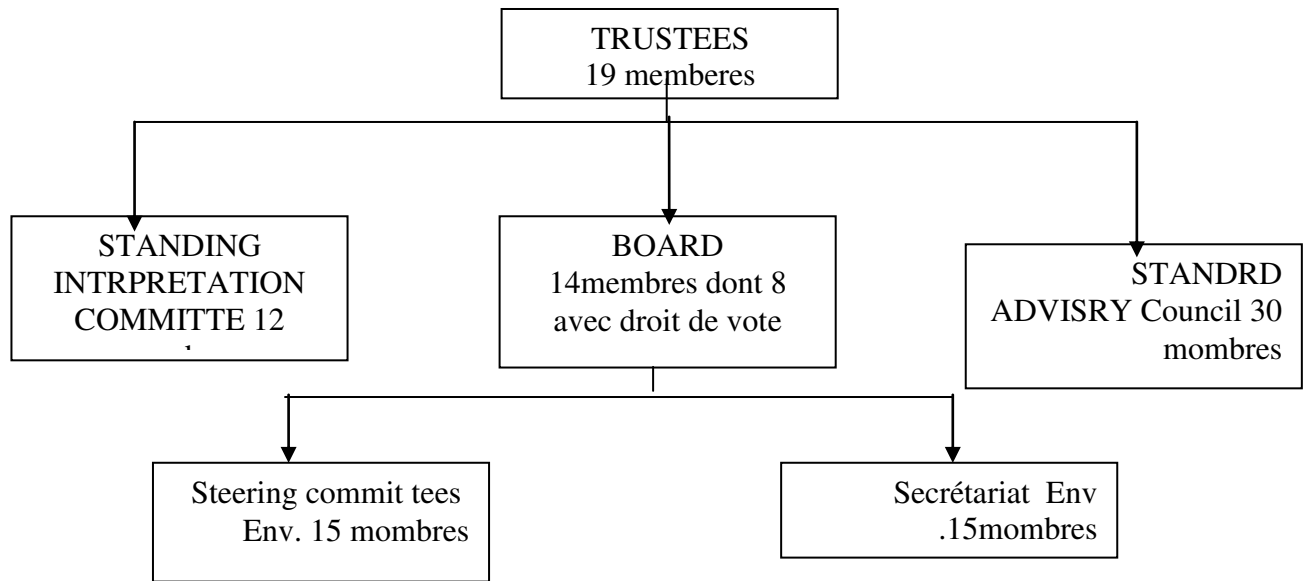 TRUSTEES
19 memberes
STANDING
INTRPRETATION
COMMITTE 12
BOARD
14membres dont 8
avec droit de vote
STANDRD
ADVISRY Council 30
mombres
Steering commit tees
Env. 15 mombres
Secrétariat Env
.15mombres